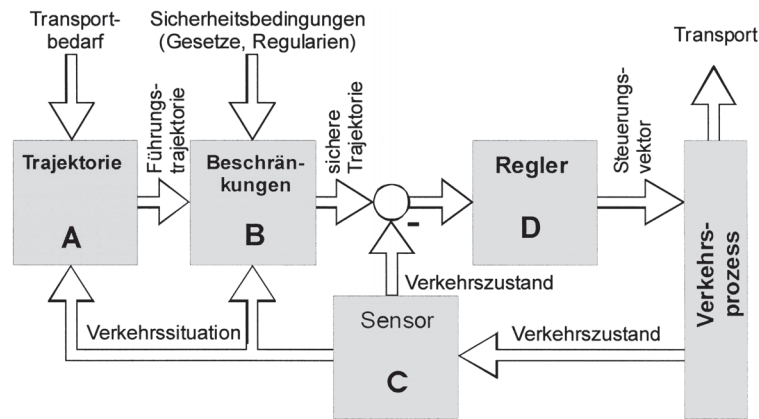 Transport-
bedarf
Sicherheitsbedingungen
(Gesetze, Regularien)
Transport
Trajektorie
A
Führungs-
trajektorie
Beschrän-
kungen
B
sichere
Trajektorie
-
Regler
D
Steuerungs-
vektor
Verkehrs-
prozess
Verkehrszustand
Verkehrssituation
Sensor
C
Verkehrszustand